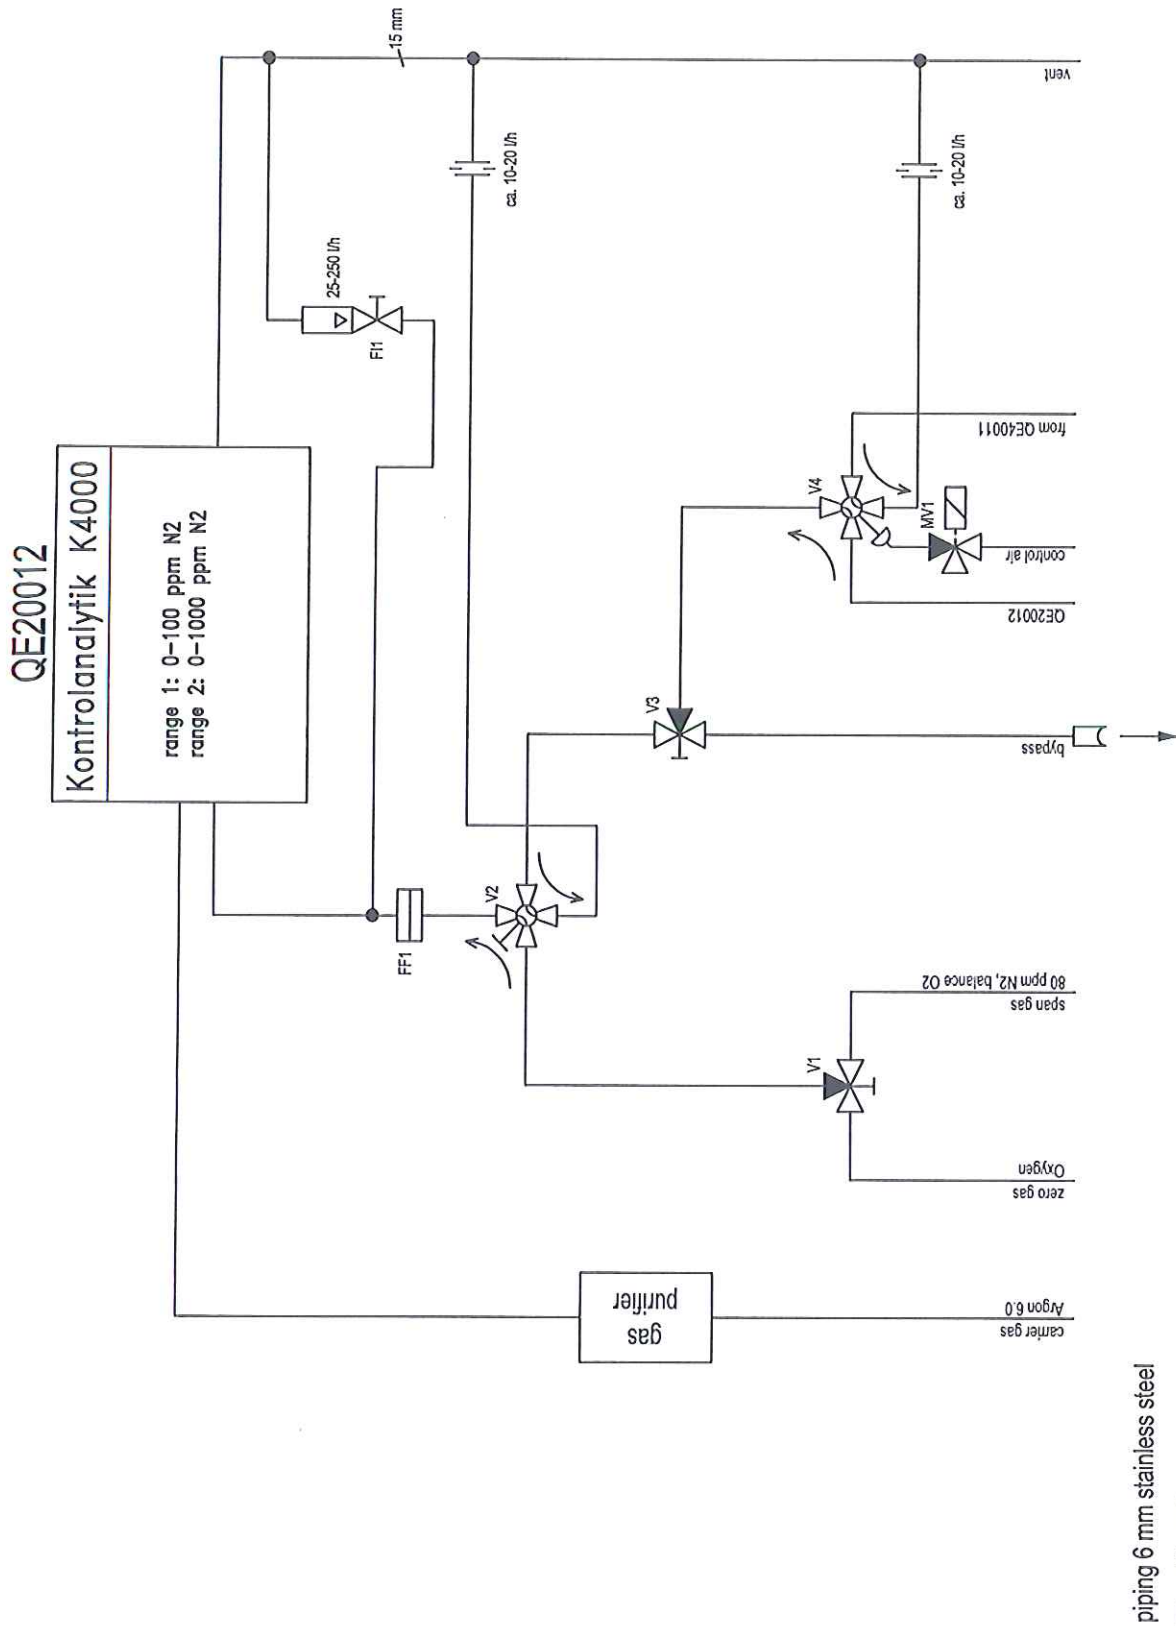 QE20012
Kontrolanalytik K4000
range 1: 0-100 ppm N2
range 2: 0-1000 ppm N2
15 mm
25-250 l/h
FI1
ca. 10-20 l/h
ca. 10-20 l/h
vent
FF1
V2
V3
V4
MV1
V1
from QE40011
control air
QE20012
bypass
80 ppm N2, balance O2
span gas
Oxygen
zero gas
gas
purifier
Argon 6.0
carrier gas
piping 6 mm stainless steel